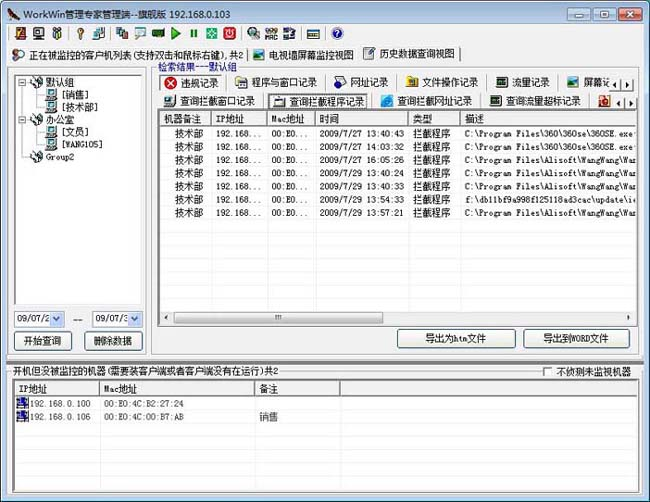 WorkWin管理专家管理端--旗舰版 192.168.0.103
正在被监控的客户机列表(支持双击和鼠标右键),共2 电视墙屏幕监控视图 历史数据查询视图
默认组
[销售]
[技术部]
办公室
[文员]
[WANG105]
Group2
09/07/2 -- 09/07/3
开始查询 删除数据
检索结果---默认组
违规记录 程序与窗口记录 网址记录 文件操作记录 流量记录 屏幕记
查询拦截窗口记录 查询拦截程序记录 查询拦截网址记录 查询流量超标记录
机器备注 IP地址 Mac地址 时间 类型 描述
技术部 192.168... 00:E0... 2009/7/27 13:40:43 拦截程序 C:\Program Files\360\360se\360SE.exe
技术部 192.168... 00:E0... 2009/7/27 14:03:32 拦截程序 C:\Program Files\Alisoft\WangWang\Wan
技术部 192.168... 00:E0... 2009/7/27 16:05:26 拦截程序 C:\Program Files\Alisoft\WangWang\Wan
技术部 192.168... 00:E0... 2009/7/29 13:40:24 拦截程序 C:\Program Files\Alisoft\WangWang\Wan
技术部 192.168... 00:E0... 2009/7/29 13:40:33 拦截程序 C:\Program Files\Alisoft\WangWang\Wan
技术部 192.168... 00:E0... 2009/7/29 13:54:33 拦截程序 f:\db11bf9a998f125118ad3cac\update\ie
技术部 192.168... 00:E0... 2009/7/29 13:57:21 拦截程序 C:\Program Files\Alisoft\WangWang\Wan
导出为htm文件 导出到WORD文件
开机但没被监控的机器(需要装客户端或者客户端没有在运行)共2 不侦测未监视机器
IP地址 Mac地址 备注
192.168.0.100 00:E0:4C:B2:27:24
192.168.0.106 00:E0:4C:00:B7:AB 销售